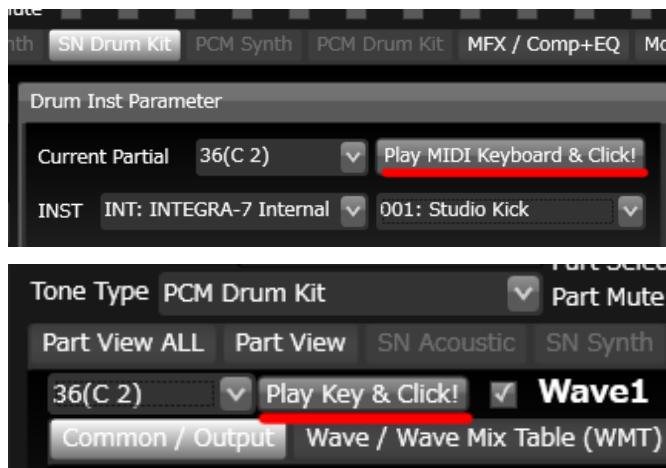 SN Drum Kit PCM Synth PCM Drum Kit MFX / Comp+EQ
Drum Inst Parameter
Current Partial 36(C 2) Play MIDI Keyboard & Click!
INST INT: INTEGRA-7 Internal 001: Studio Kick
Tone Type PCM Drum Kit Part Mute
Part View ALL Part View SN Acoustic SN Synth
36(C 2) Play Key & Click! Wave1
Common / Output Wave / Wave Mix Table (WMT)